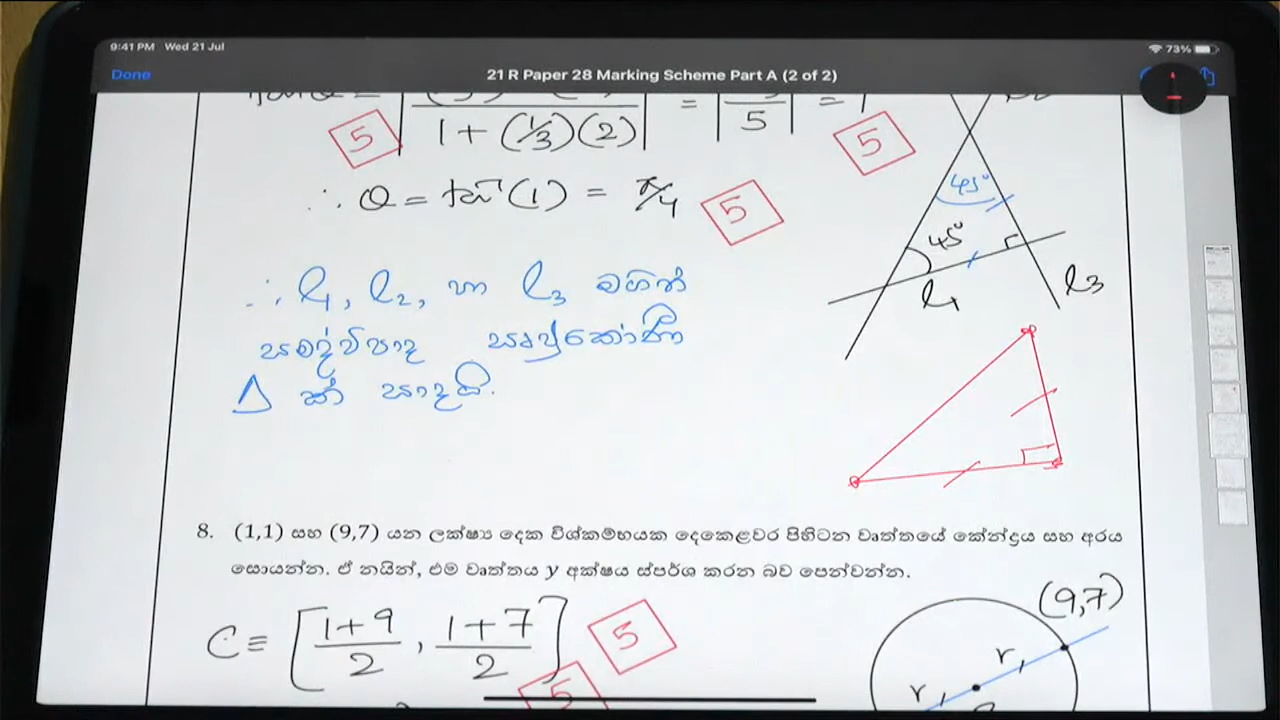 9:41 PM Wed 21 Jul
73%
Done
21 R Paper 28 Marking Scheme Part A (2 of 2)
1 + (1/3)(2)
= | 5 | = 1
5
5
∴ θ = tan⁻¹(1) = π/4
5
45°
45°
l₁
l₃
∴ l₁, l₂, හා l₃ මගින්
සමද්විපාද සෘජුකෝණී
Δ ක් සාදයි.
8. (1,1) සහ (9,7) යන ලක්ෂ්‍ය දෙක විශ්කම්භයක දෙකෙළවර පිහිටන වෘත්තයේ කේන්ද්‍රය සහ අරය
සොයන්න. ඒ නයින්, එම වෘත්තය y අක්ෂය ස්පර්ශ කරන බව පෙන්වන්න.
C ≡ [ (1+9)/2 , (1+7)/2 ]
5
5
(9,7)
r₁
r₁